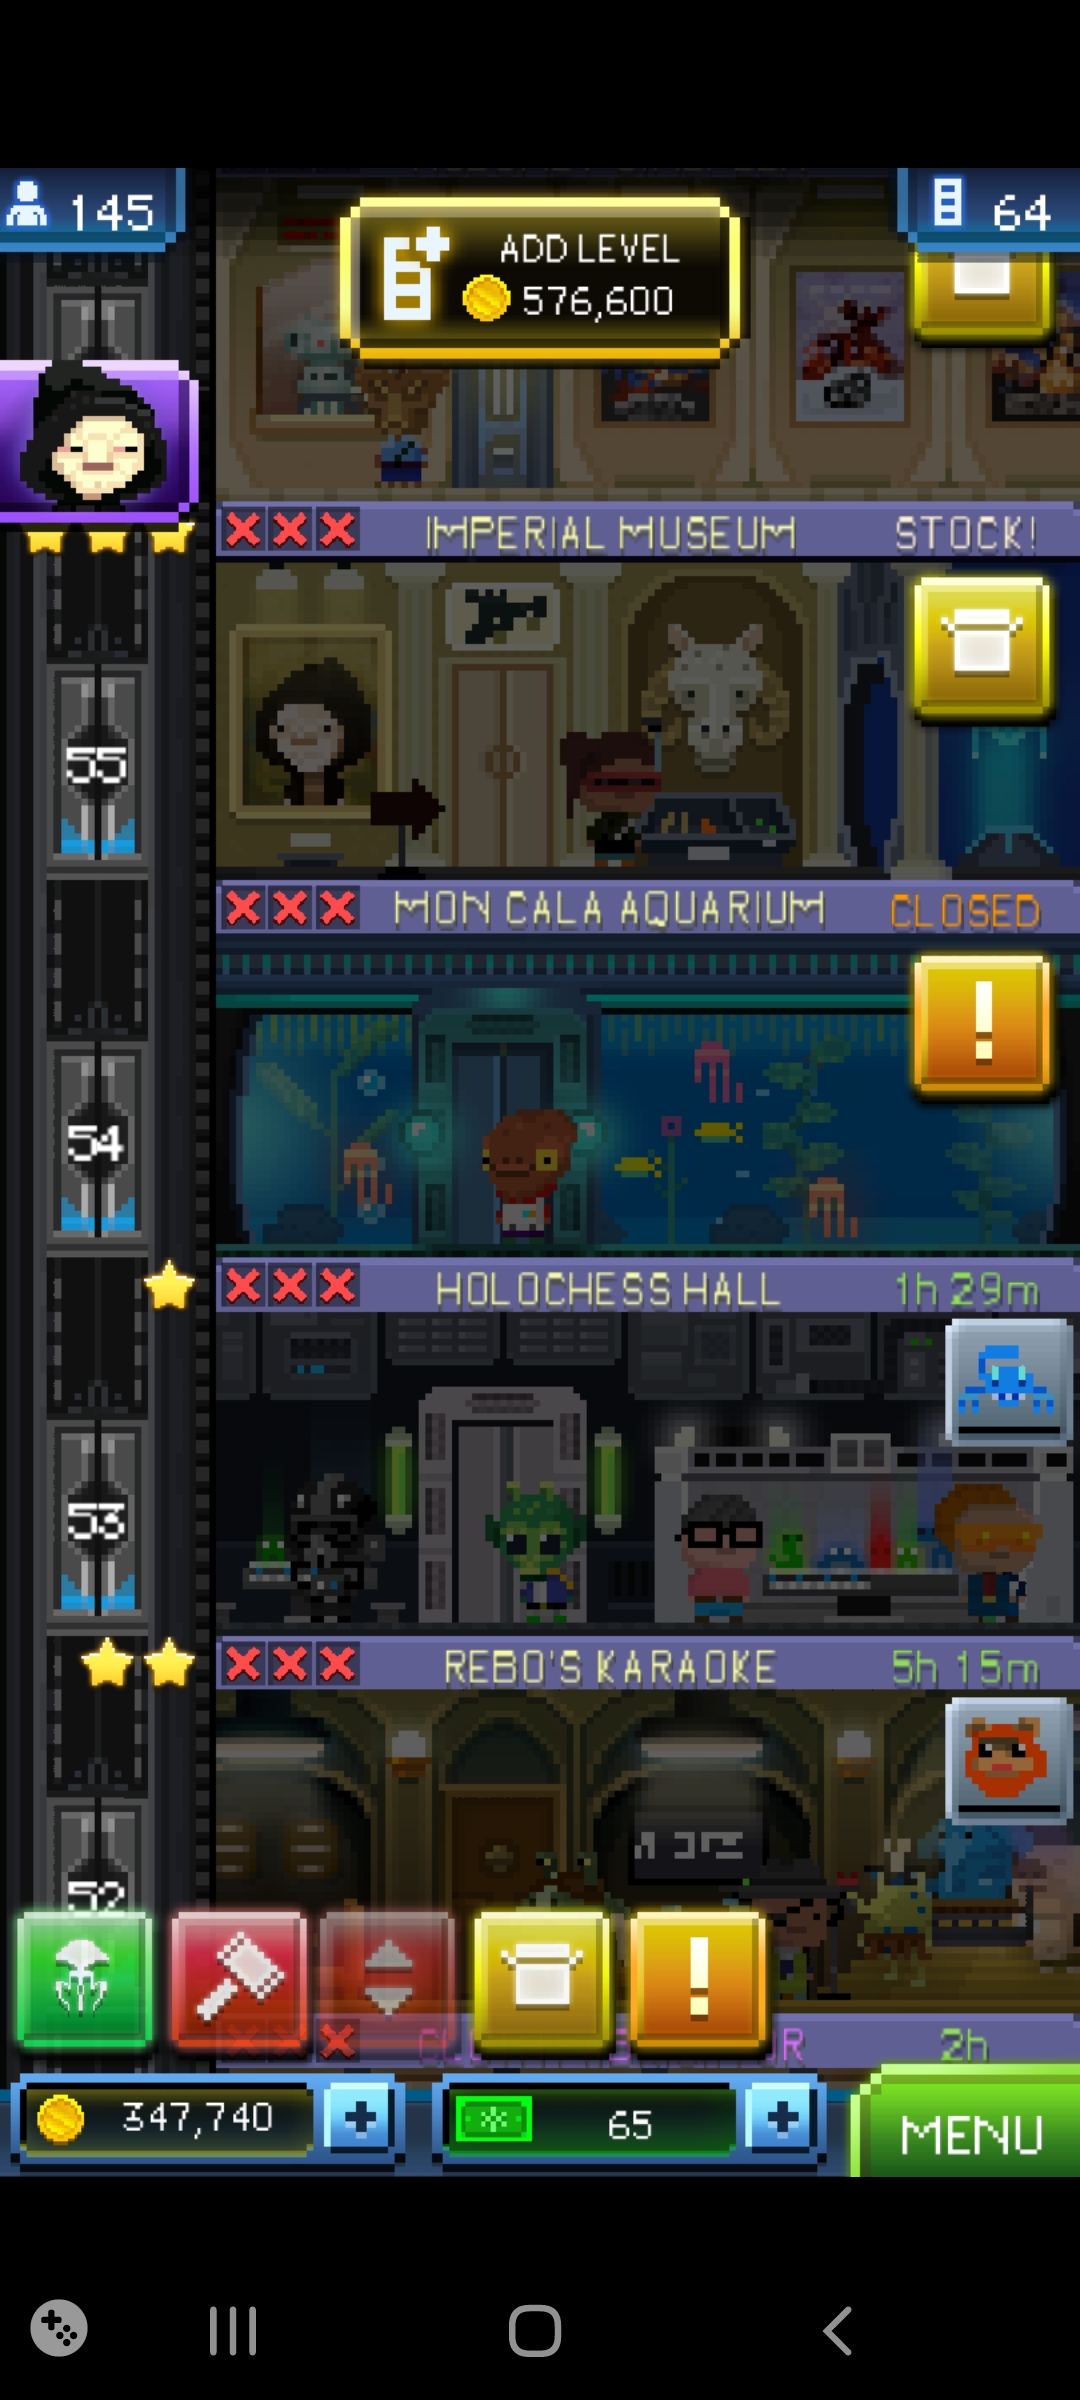 145
ADD LEVEL
576,600
64
IMPERIAL MUSEUM
STOCK!
55
MON CALA AQUARIUM
CLOSED
!
54
HOLOCHESS HALL
1h 29m
53
REBO'S KARAOKE
5h 15m
52
!
2h
347,740
+
65
+
MENU